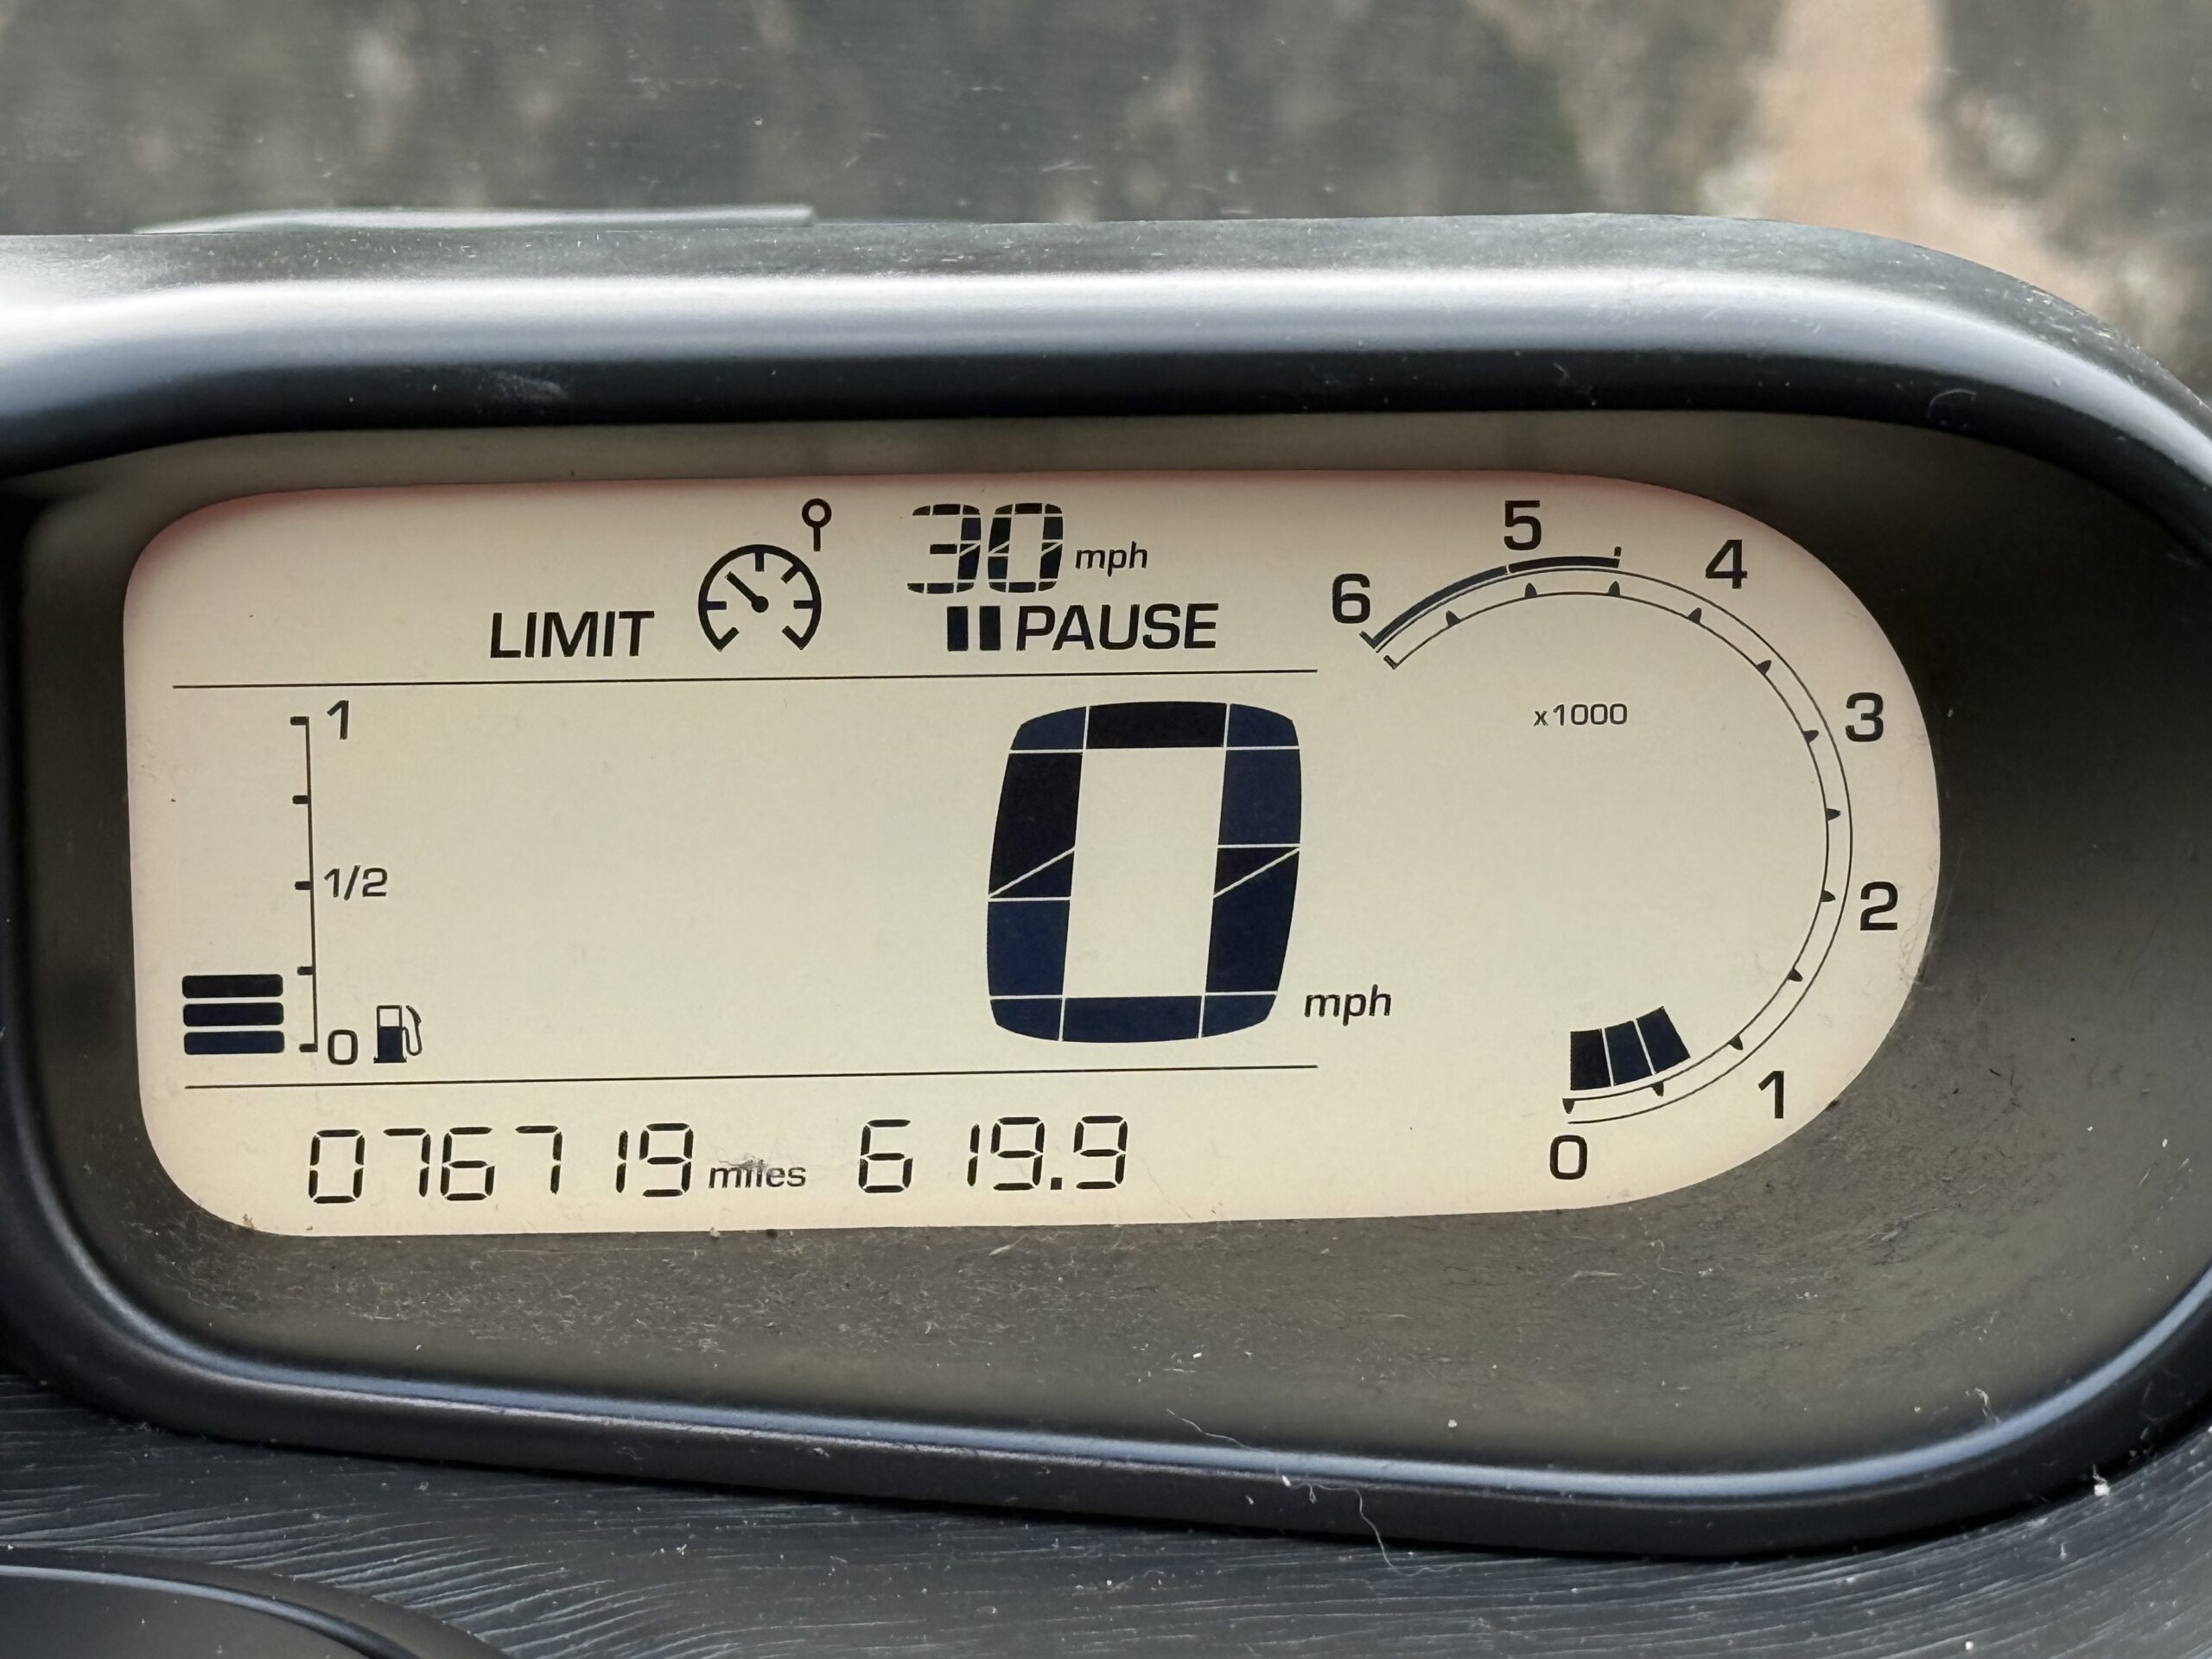 LIMIT 30 mph
PAUSE
1
1/2
0
0 mph
076719 miles 619.9
6 5 4 3 2 1 0
x1000